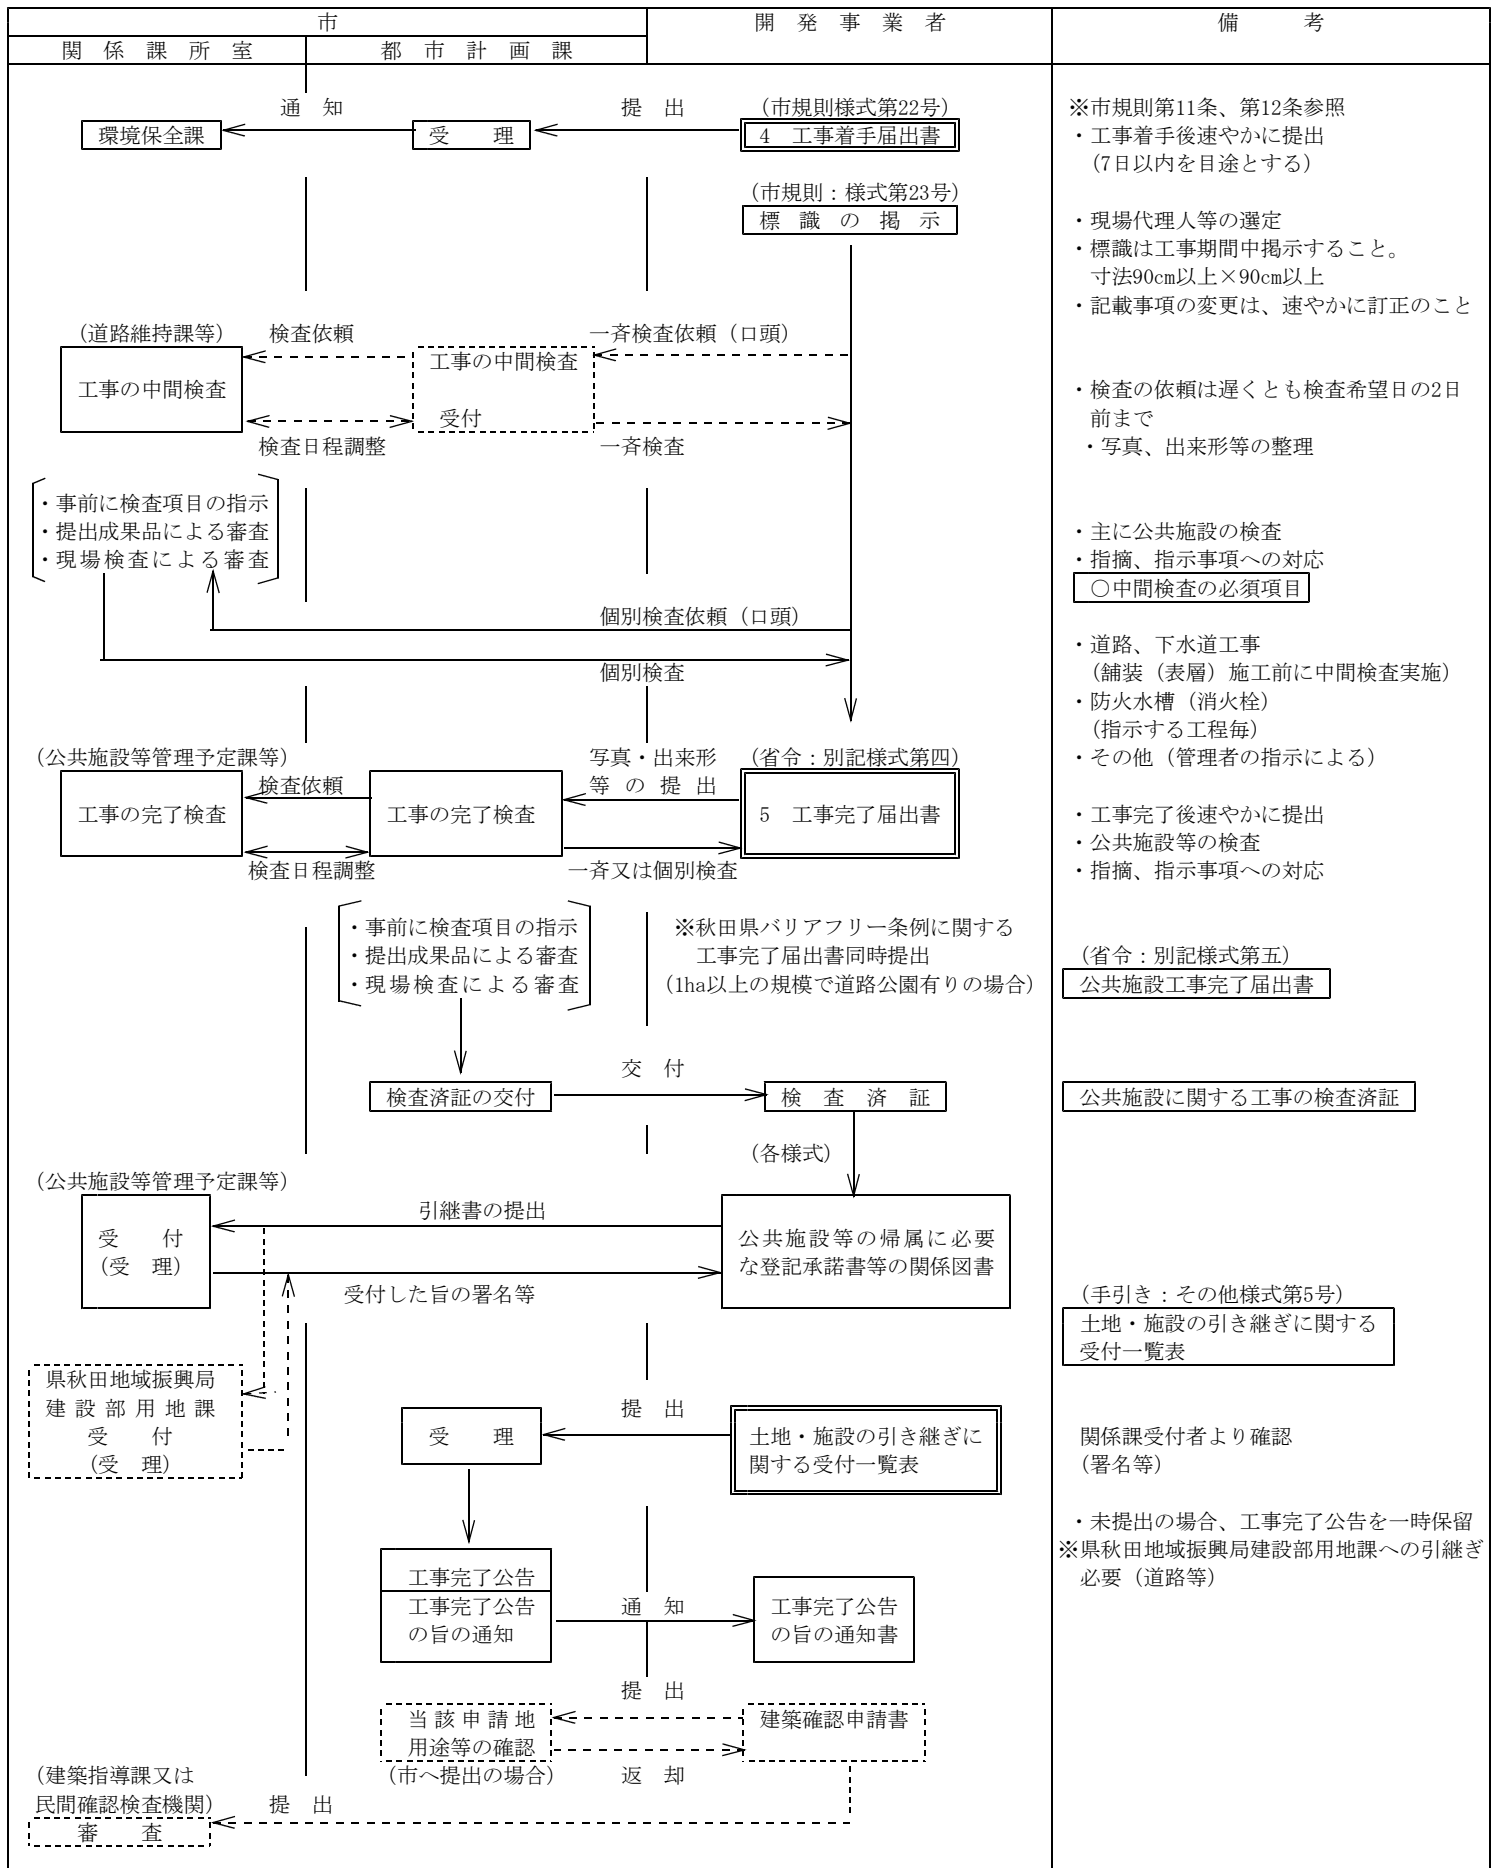 市
開　発　事　業　者
備　　　考
関　係　課　所　室
都　市　計　画　課
通　知
提　出
(市規則様式第22号)
環境保全課
受　　理
4　工事着手届出書
※市規則第11条、第12条参照
・工事着手後速やかに提出
(7日以内を目途とする)
(市規則：様式第23号)
標　識　の　掲　示
・現場代理人等の選定
・標識は工事期間中掲示すること。
寸法90cm以上×90cm以上
・記載事項の変更は、速やかに訂正のこと
(道路維持課等)
検査依頼
一斉検査依頼（口頭）
工事の中間検査
工事の中間検査
受付
検査日程調整
一斉検査
・検査の依頼は遅くとも検査希望日の2日
前まで
・写真、出来形等の整理
・事前に検査項目の指示
・提出成果品による審査
・現場検査による審査
・主に公共施設の検査
・指摘、指示事項への対応
○中間検査の必須項目
個別検査依頼（口頭）
個別検査
・道路、下水道工事
(舗装（表層）施工前に中間検査実施)
・防火水槽（消火栓）
(指示する工程毎)
・その他（管理者の指示による）
(公共施設等管理予定課等)
検査依頼
写真・出来形
等　の　提　出
(省令：別記様式第四)
工事の完了検査
工事の完了検査
5　工事完了届出書
検査日程調整
一斉又は個別検査
・工事完了後速やかに提出
・公共施設等の検査
・指摘、指示事項への対応
・事前に検査項目の指示
・提出成果品による審査
・現場検査による審査
※秋田県バリアフリー条例に関する
工事完了届出書同時提出
(1ha以上の規模で道路公園有りの場合)
(省令：別記様式第五)
公共施設工事完了届出書
交　付
検査済証の交付
検　査　済　証
公共施設に関する工事の検査済証
(各様式)
(公共施設等管理予定課等)
引継書の提出
受　　付
(受　理)
公共施設等の帰属に必要
な登記承諾書等の関係図書
受付した旨の署名等
(手引き：その他様式第5号)
土地・施設の引き継ぎに関する
受付一覧表
県秋田地域振興局
建設部用地課
受　　付
(受　理)
提　出
受　　理
土地・施設の引き継ぎに
関する受付一覧表
関係課受付者より確認
(署名等)
・未提出の場合、工事完了公告を一時保留
※県秋田地域振興局建設部用地課への引継ぎ
必要（道路等）
工事完了公告
工事完了公告
の旨の通知
通　知
工事完了公告
の旨の通知書
提　出
当該申請地
用途等の確認
建築確認申請書
(市へ提出の場合)
返　却
(建築指導課又は
民間確認検査機関)
提　出
審　　査